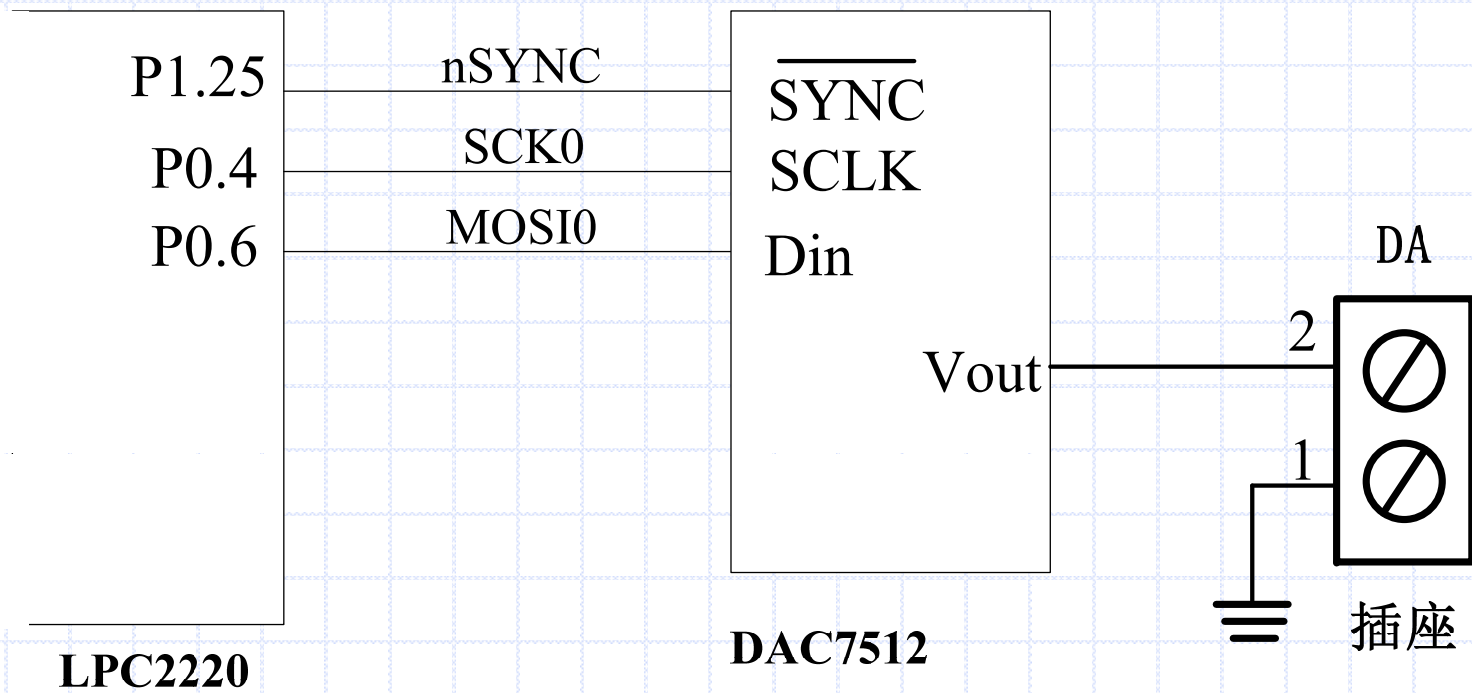 P1.25 nSYNC SYNC
P0.4 SCK0 SCLK
P0.6 MOSI0 Din
DA
2
Vout
1
插座
LPC2220
DAC7512